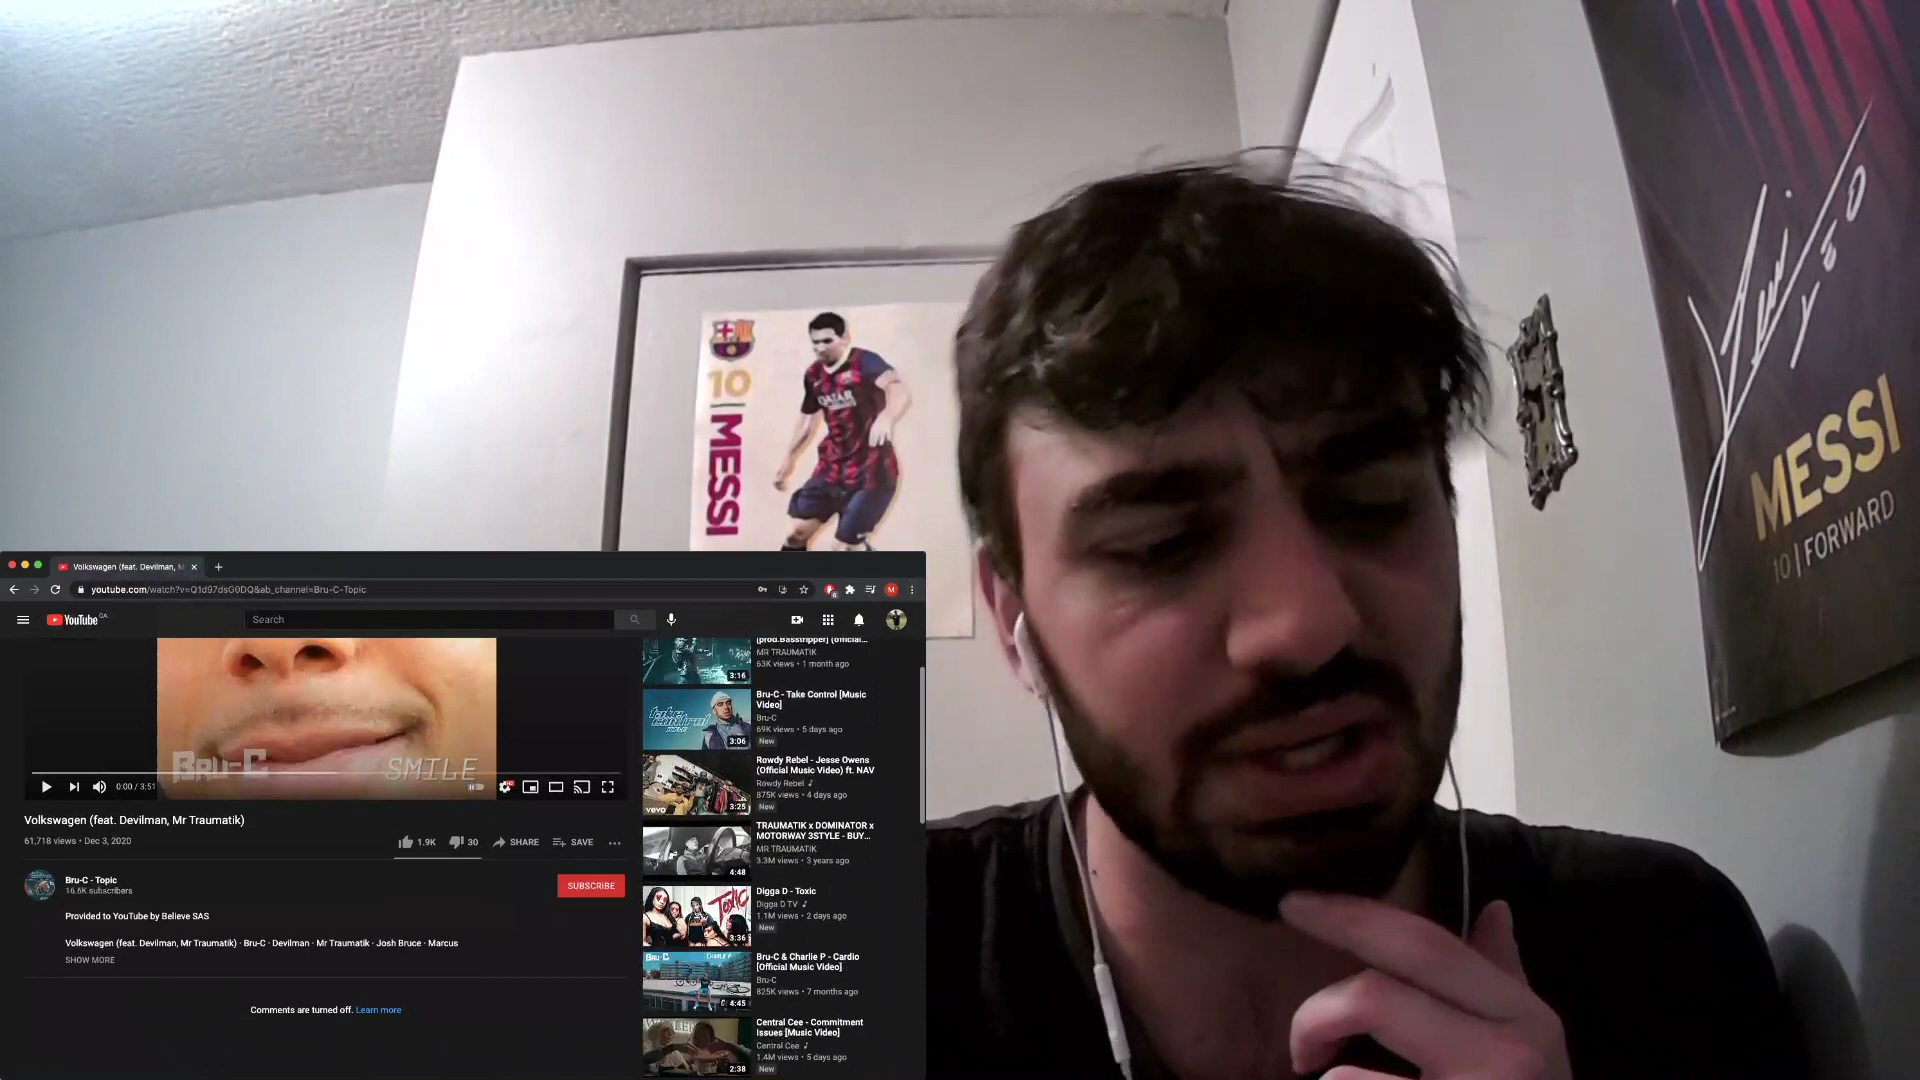 10
MESSI
QATAR
MESSI
10 | FORWARD
Volkswagen (feat. Devilman, M
youtube.com/watch?v=Q1d97dsG0DQ&ab_channel=Bru-C-Topic
M
YouTube CA
Search
BRU-C
SMILE
0:00 / 3:51
Volkswagen (feat. Devilman, Mr Traumatik)
61,718 views • Dec 3, 2020
1.9K
30
SHARE
SAVE
Bru-C - Topic
16.6K subscribers
SUBSCRIBE
Provided to YouTube by Believe SAS
Volkswagen (feat. Devilman, Mr Traumatik) · Bru-C · Devilman · Mr Traumatik · Josh Bruce · Marcus
SHOW MORE
Comments are turned off. Learn more
[prod.Basstripper] (official...
MR TRAUMATIK
63K views • 1 month ago
3:16
Bru-C - Take Control [Music
Video]
Bru-C
69K views • 5 days ago
New
3:06
Rowdy Rebel - Jesse Owens
(Official Music Video) ft. NAV
Rowdy Rebel
875K views • 4 days ago
New
vevo
3:25
TRAUMATIK x DOMINATOR x
MOTORWAY 3STYLE - BUY...
MR TRAUMATIK
3.3M views • 3 years ago
4:48
Digga D - Toxic
Digga D TV
1.1M views • 2 days ago
New
TOXIC
3:36
Bru-C & Charlie P - Cardio
[Official Music Video]
Bru-C
825K views • 7 months ago
BRU-C
CHARLIE P
4:45
Central Cee - Commitment
Issues [Music Video]
Central Cee
1.4M views • 5 days ago
New
2:38